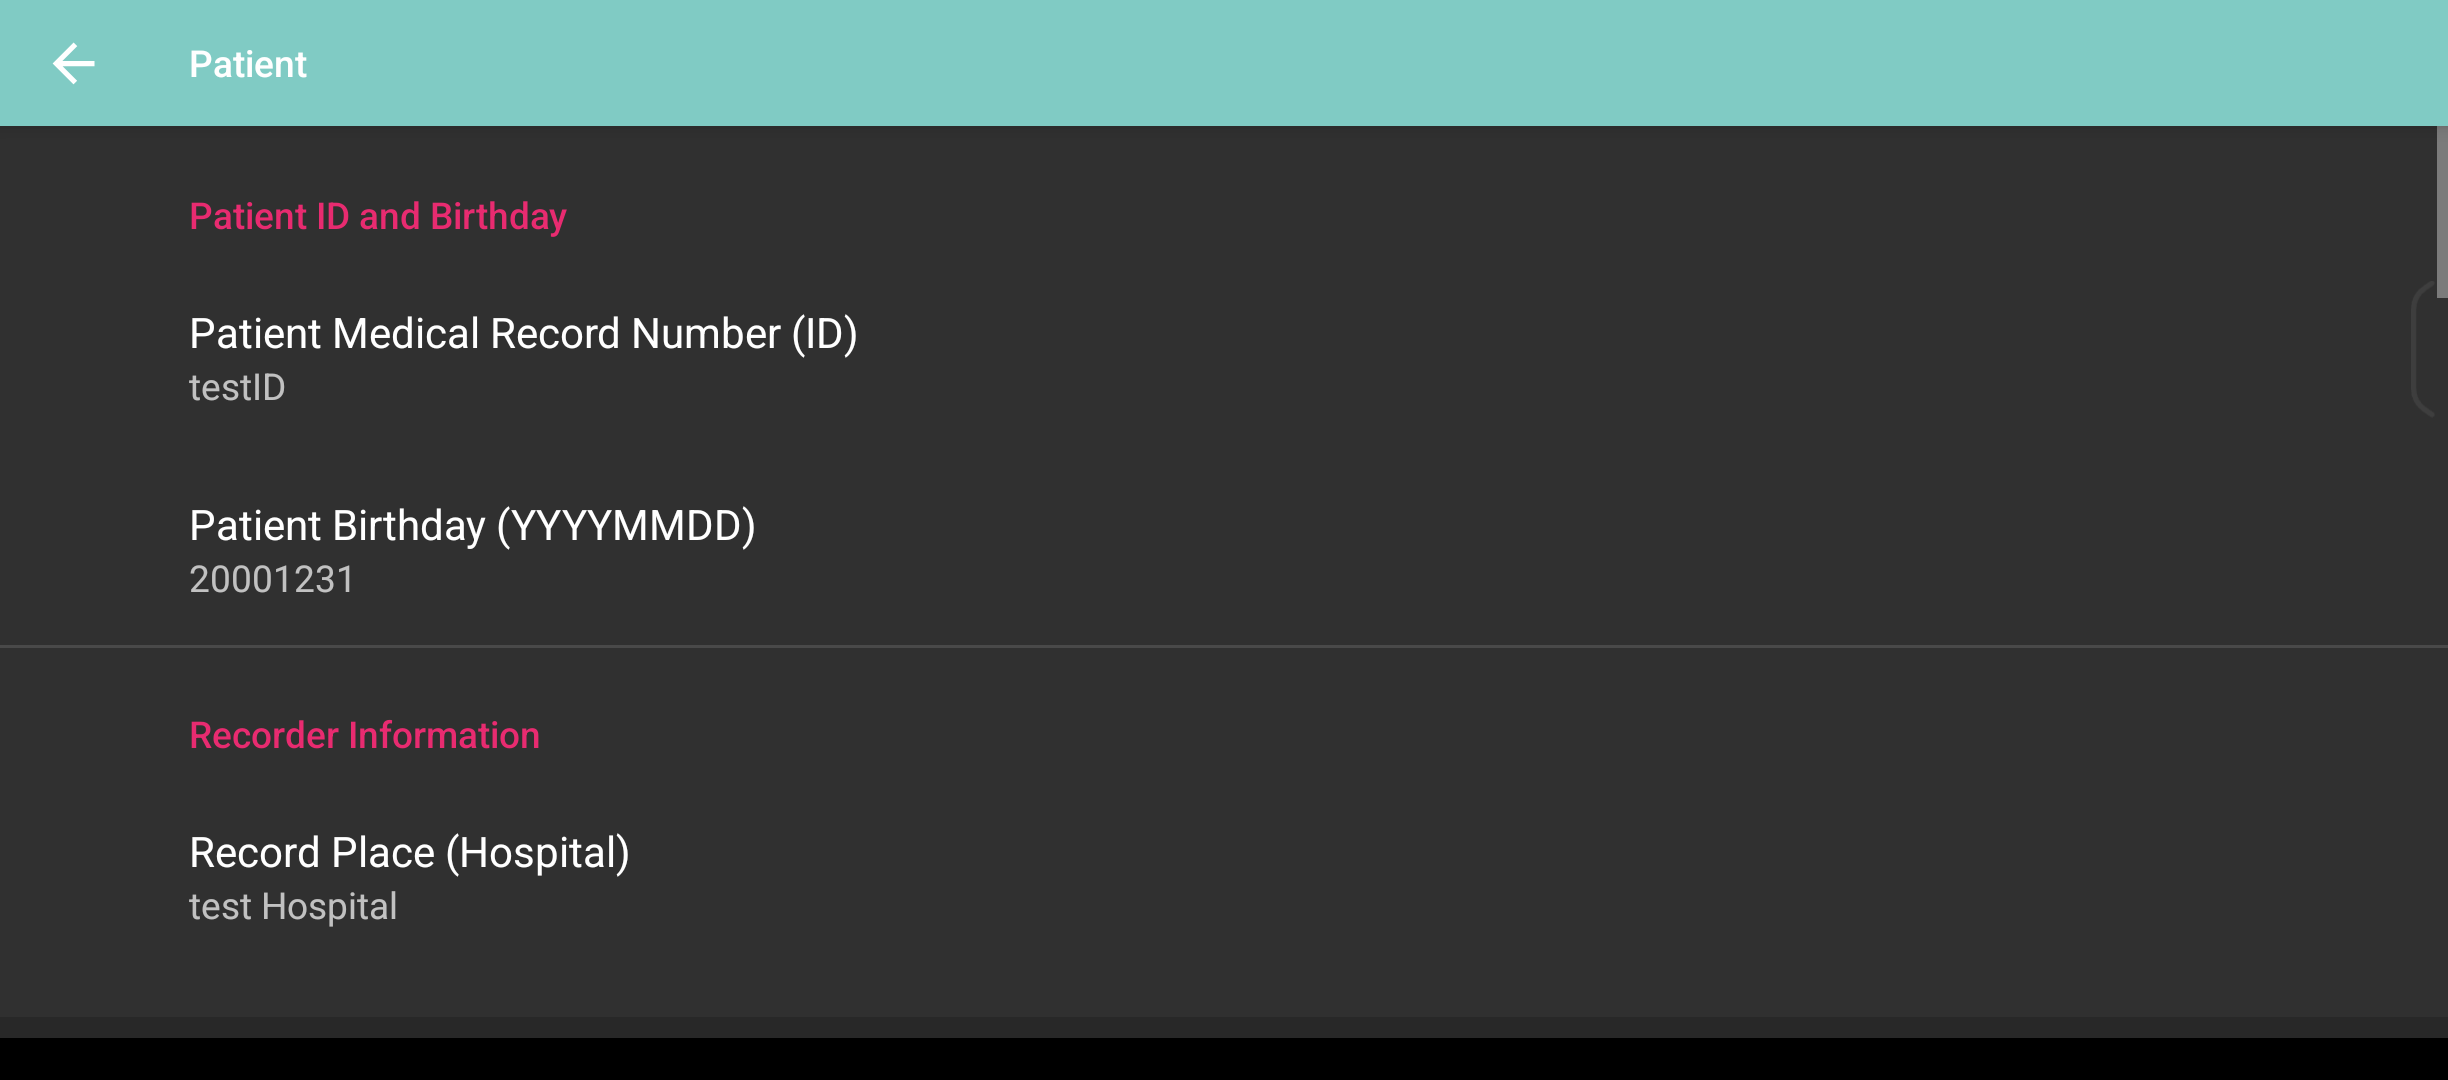 Patient
Patient ID and Birthday
Patient Medical Record Number (ID)
testID
Patient Birthday (YYYYMMDD)
20001231
Recorder Information
Record Place (Hospital)
test Hospital